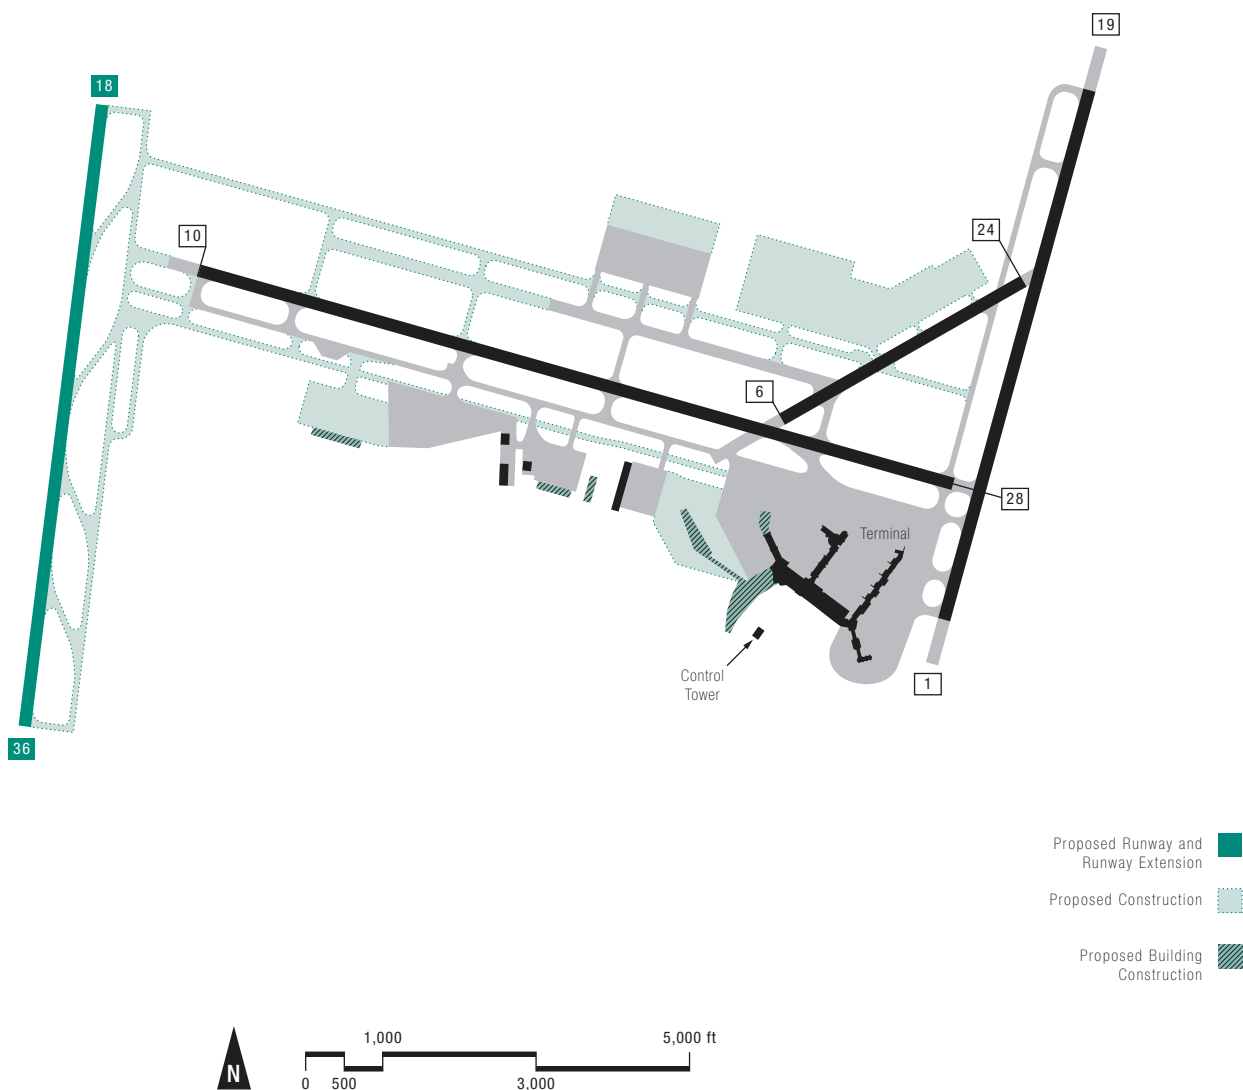 19
18
24
10
6
28
Terminal
Control
Tower
1
36
Proposed Runway and
Runway Extension
Proposed Construction
Proposed Building
Construction
1,000
5,000 ft
N
0
500
3,000